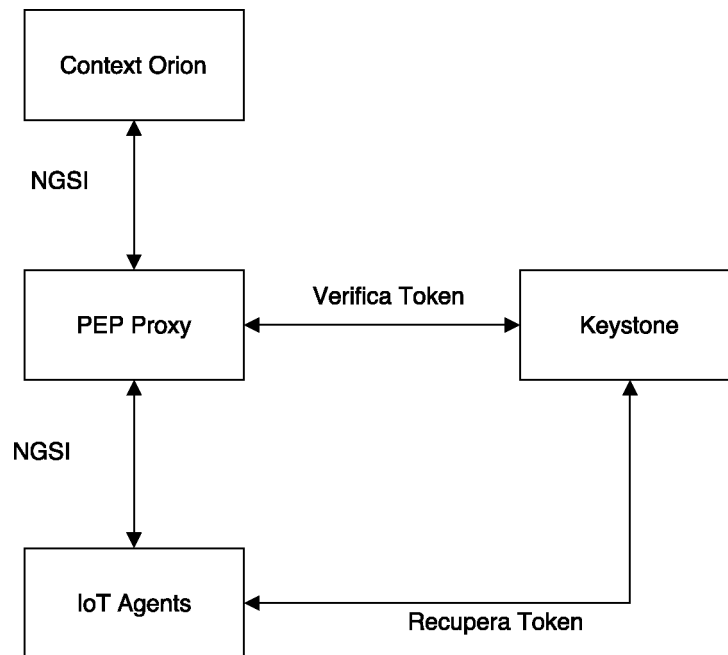 Context Orion
NGSI
Verifica Token
PEP Proxy
Keystone
NGSI
IoT Agents
Recupera Token